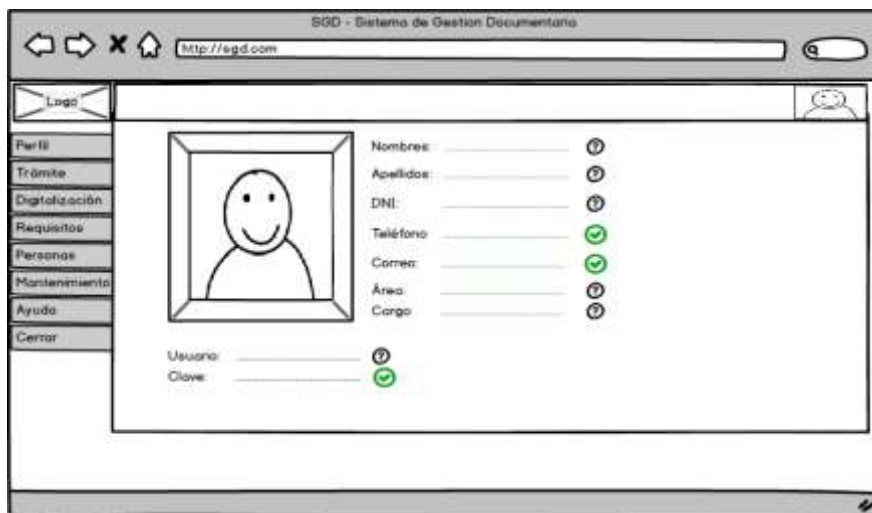 SGD - Sistema de Gestion Documentaria
http://sgd.com
Logo
Perfil
Trámite
Digitalización
Requisitos
Personas
Mantenimiento
Ayuda
Cerrar
Nombres:
Apellidos:
DNI:
Teléfono:
Correo:
Área:
Cargo:
Usuario:
Clave: